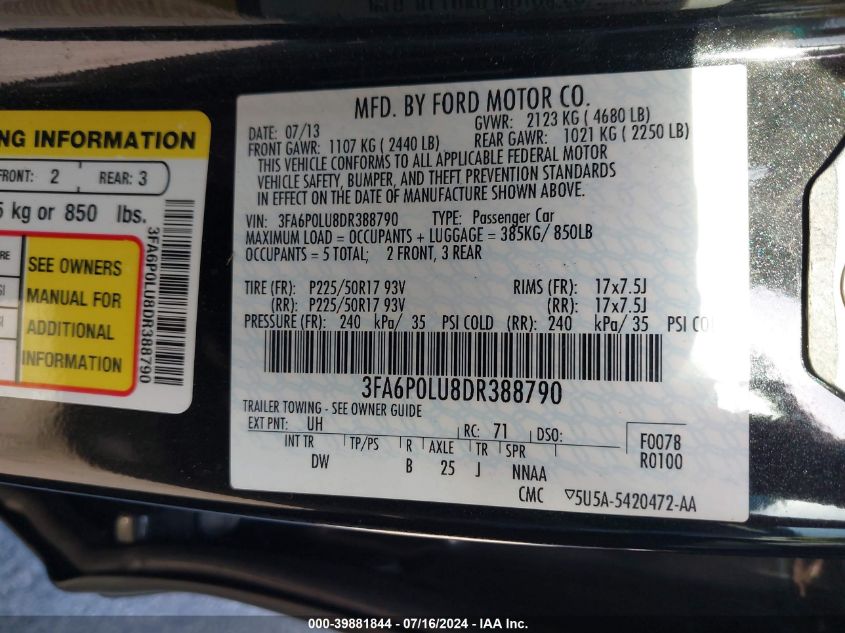 NG INFORMATION
FRONT: 2 REAR: 3
5 kg or 850 lbs.
SEE OWNERS
MANUAL FOR
ADDITIONAL
INFORMATION
3FA6P0LU8DR388790
MFD. BY FORD MOTOR CO.
DATE: 07/13 GVWR: 2123 KG ( 4680 LB)
FRONT GAWR: 1107 KG ( 2440 LB) REAR GAWR: 1021 KG ( 2250 LB)
THIS VEHICLE CONFORMS TO ALL APPLICABLE FEDERAL MOTOR
VEHICLE SAFETY, BUMPER, AND THEFT PREVENTION STANDARDS
IN EFFECT ON THE DATE OF MANUFACTURE SHOWN ABOVE.
VIN: 3FA6P0LU8DR388790 TYPE: Passenger Car
MAXIMUM LOAD = OCCUPANTS + LUGGAGE = 385KG/ 850LB
OCCUPANTS = 5 TOTAL; 2 FRONT, 3 REAR
TIRE (FR): P225/50R17 93V RIMS (FR): 17x7.5J
(RR): P225/50R17 93V (RR): 17x7.5J
PRESSURE (FR): 240 kPa/ 35 PSI COLD (RR): 240 kPa/ 35 PSI COLD
3FA6P0LU8DR388790
TRAILER TOWING - SEE OWNER GUIDE
EXT PNT: UH RC: 71 DSO: F0078
INT TR TP/PS R AXLE TR SPR R0100
DW B 25 J NNAA
CMC ▽5U5A-5420472-AA
000-39881844 / 07/16/2024 - IAA Inc.